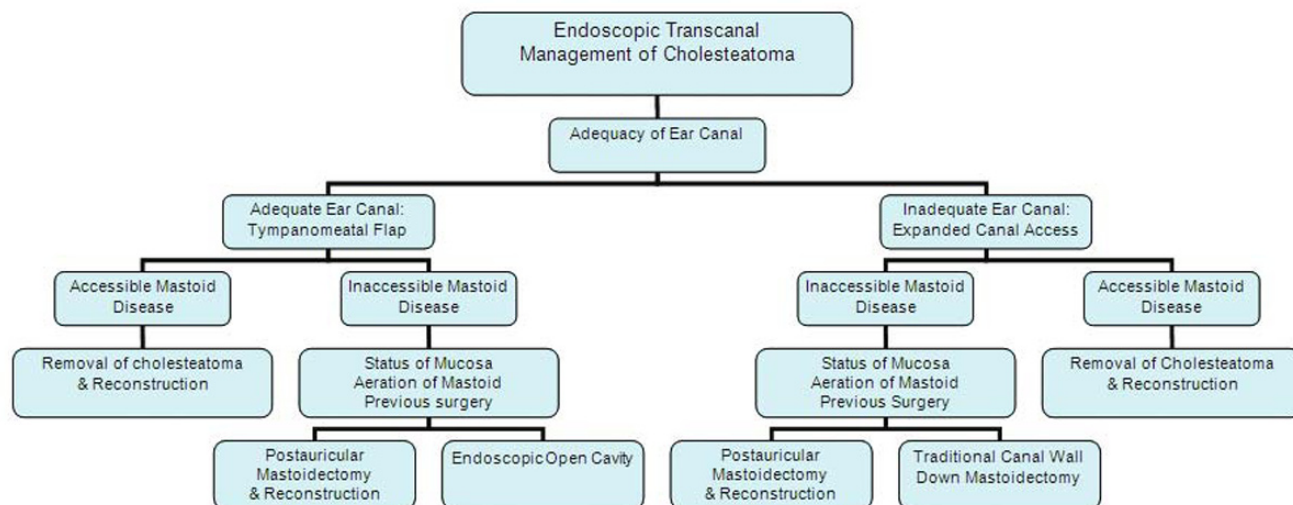 Endoscopic Transcanal
Management of Cholesteatoma
Adequacy of Ear Canal
Adequate Ear Canal:
Tympanomeatal Flap
Inadequate Ear Canal:
Expanded Canal Access
Accessible Mastoid
Disease
Inaccessible Mastoid
Disease
Inaccessible Mastoid
Disease
Accessible Mastoid
Disease
Removal of cholesteatoma
& Reconstruction
Status of Mucosa
Aeration of Mastoid
Previous surgery
Status of Mucosa
Aeration of Mastoid
Previous Surgery
Removal of Cholesteatoma
& Reconstruction
Postauricular
Mastoidectomy
& Reconstruction
Endoscopic Open Cavity
Postauricular
Mastoidectomy
& Reconstruction
Traditional Canal Wall
Down Mastoidectomy